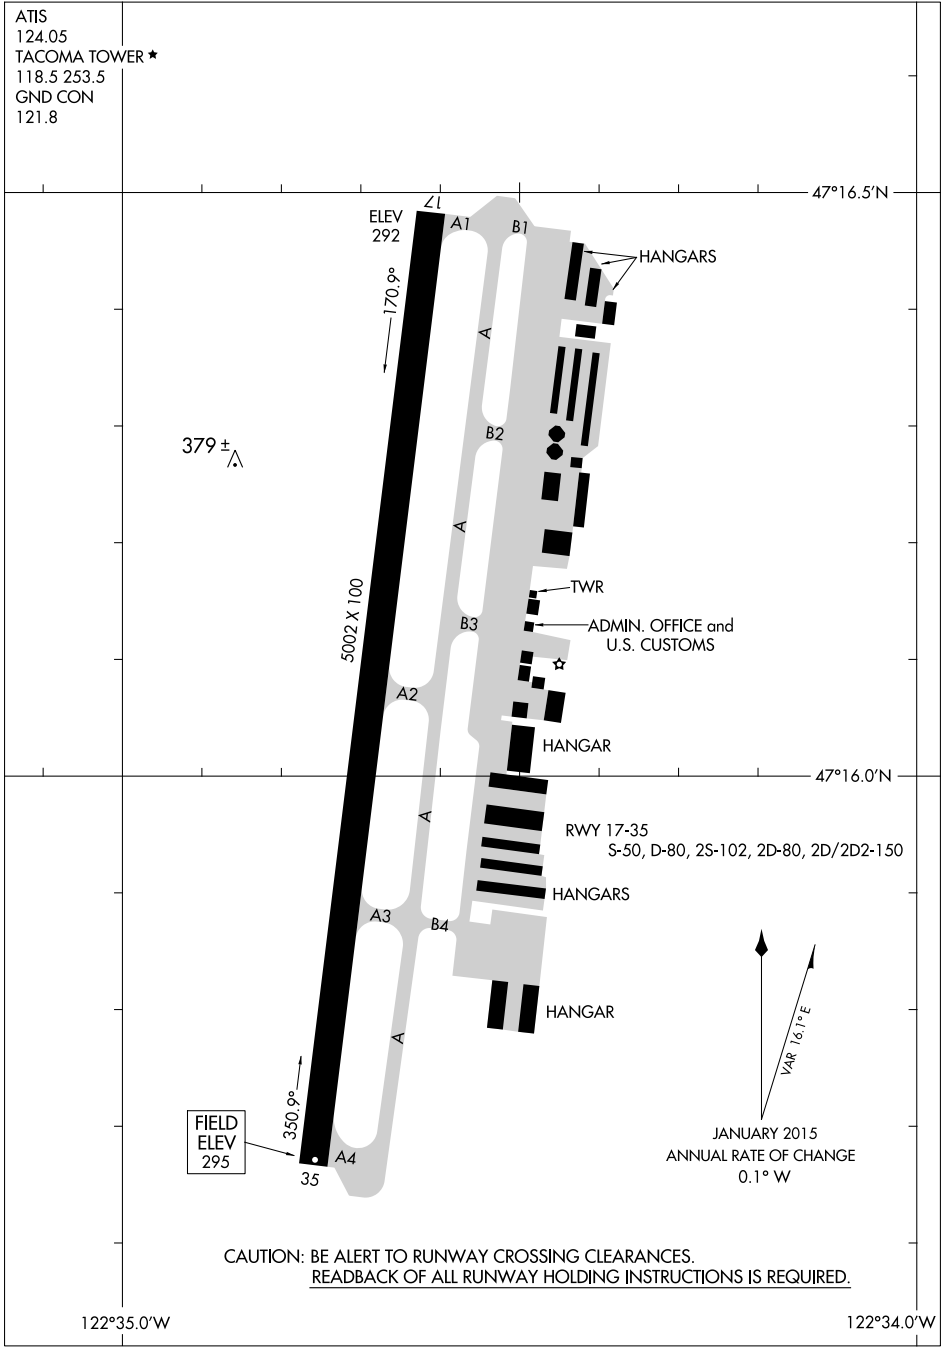 ATIS
124.05
TACOMA TOWER ★
118.5 253.5
GND CON
121.8
47°16.5'N
17
ELEV
292
A1
B1
HANGARS
170.9°
A
379 ±
B2
A
TWR
5002 X 100
B3
ADMIN. OFFICE and
U.S. CUSTOMS
A2
HANGAR
47°16.0'N
A
RWY 17-35
S-50, D-80, 2S-102, 2D-80, 2D/2D2-150
HANGARS
A3
B4
HANGAR
A
VAR 16.1° E
350.9°
FIELD
ELEV
295
A4
35
JANUARY 2015
ANNUAL RATE OF CHANGE
0.1° W
CAUTION: BE ALERT TO RUNWAY CROSSING CLEARANCES.
READBACK OF ALL RUNWAY HOLDING INSTRUCTIONS IS REQUIRED.
122°35.0'W
122°34.0'W